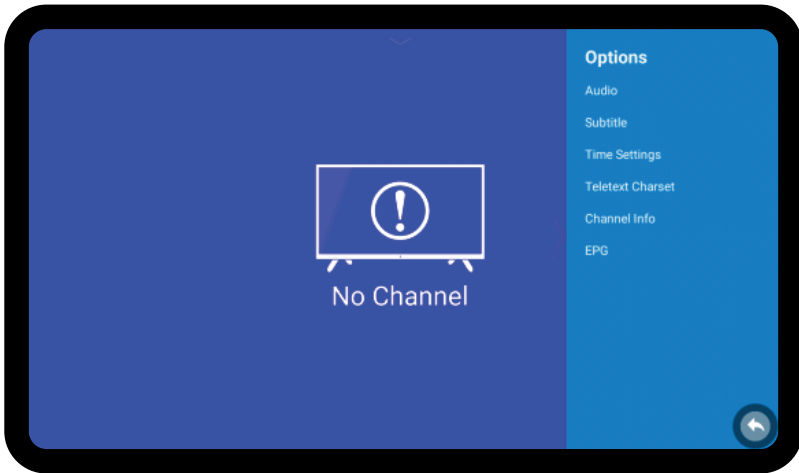 No Channel
Options
Audio
Subtitle
Time Settings
Teletext Charset
Channel Info
EPG